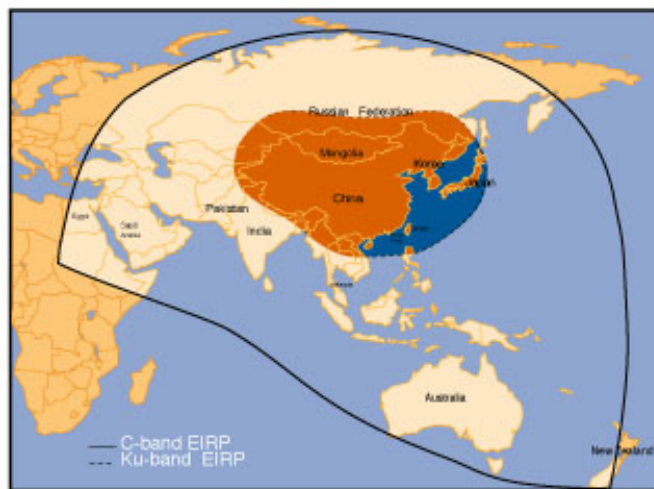 Russian Federation
Mongolia
Korea
Japan
China
Pakistan
Egypt
Saudi
Arabia
India
Australia
New Zealand
C-band EIRP
Ku-band EIRP